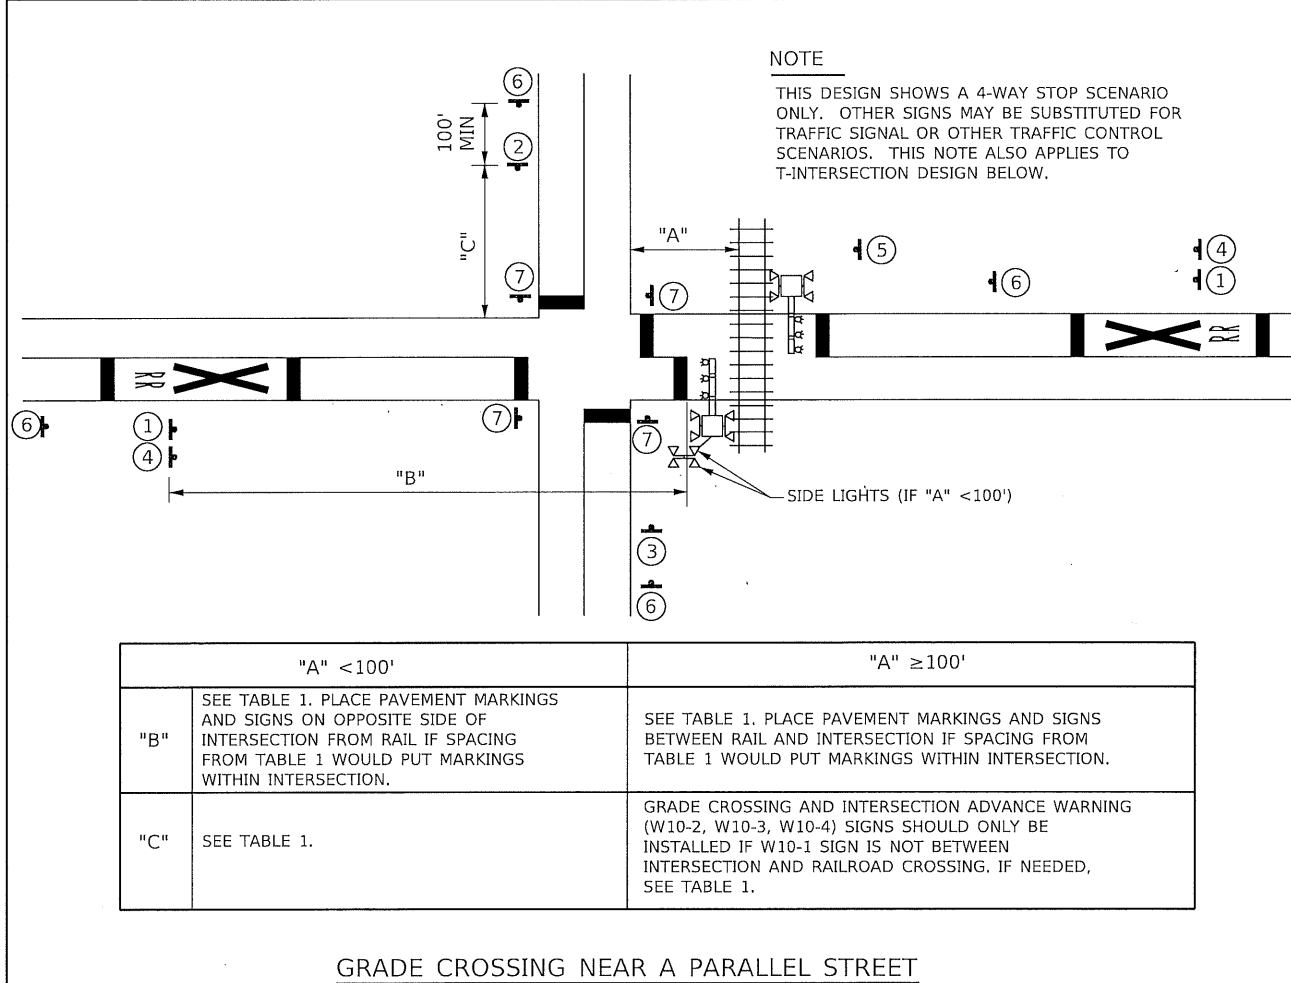 NOTE
THIS DESIGN SHOWS A 4-WAY STOP SCENARIO
ONLY. OTHER SIGNS MAY BE SUBSTITUTED FOR
TRAFFIC SIGNAL OR OTHER TRAFFIC CONTROL
SCENARIOS. THIS NOTE ALSO APPLIES TO
T-INTERSECTION DESIGN BELOW.
6
100'
MIN
2
"C"
7
"A"
7
5
6
4
1
RR
RR
6
1
4
7
7
"B"
SIDE LIGHTS (IF "A" <100')
3
6
"A" <100'
"A" ≥100'
"B"
SEE TABLE 1. PLACE PAVEMENT MARKINGS
AND SIGNS ON OPPOSITE SIDE OF
INTERSECTION FROM RAIL IF SPACING
FROM TABLE 1 WOULD PUT MARKINGS
WITHIN INTERSECTION.
SEE TABLE 1. PLACE PAVEMENT MARKINGS AND SIGNS
BETWEEN RAIL AND INTERSECTION IF SPACING FROM
TABLE 1 WOULD PUT MARKINGS WITHIN INTERSECTION.
"C"
SEE TABLE 1.
GRADE CROSSING AND INTERSECTION ADVANCE WARNING
(W10-2, W10-3, W10-4) SIGNS SHOULD ONLY BE
INSTALLED IF W10-1 SIGN IS NOT BETWEEN
INTERSECTION AND RAILROAD CROSSING. IF NEEDED,
SEE TABLE 1.
GRADE CROSSING NEAR A PARALLEL STREET